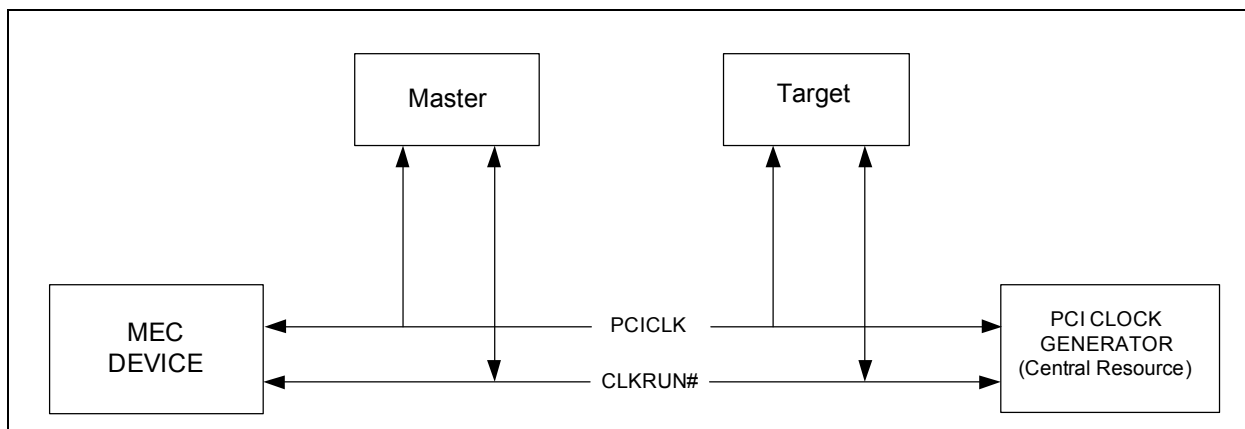 Master
Target
MEC
DEVICE
PCICLK
CLKRUN#
PCI CLOCK
GENERATOR
(Central Resource)